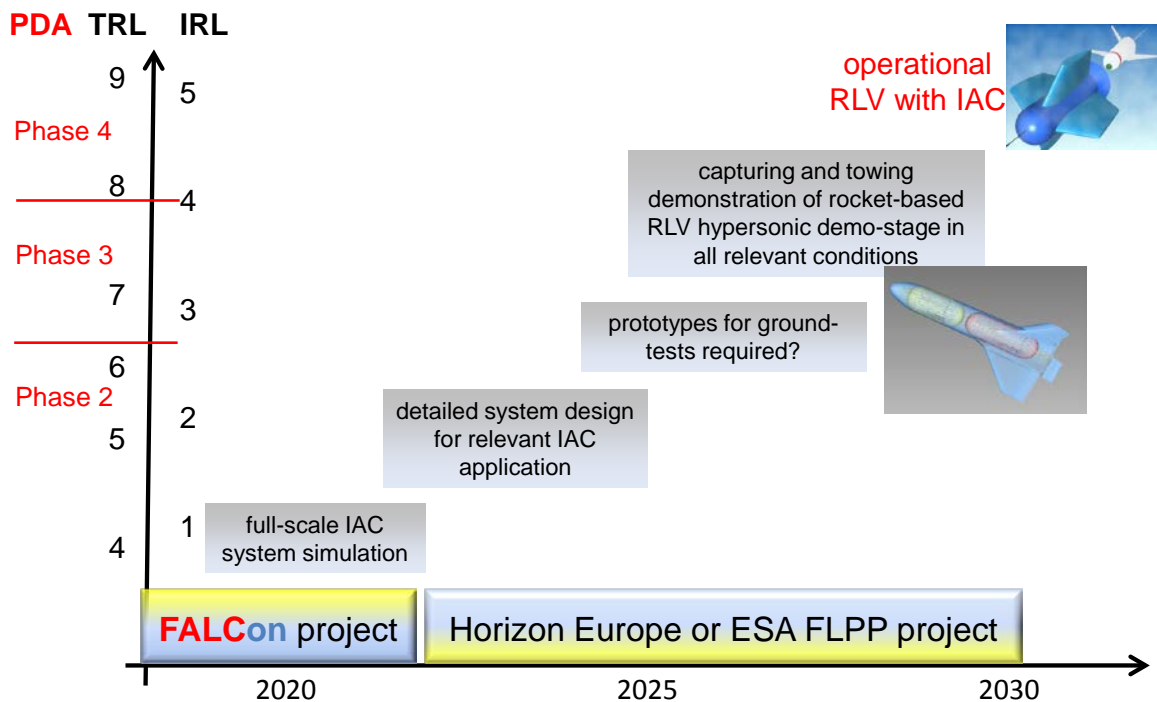 PDA TRL IRL
9
5
operational
RLV with IAC
Phase 4
8
4
capturing and towing
demonstration of rocket-based
RLV hypersonic demo-stage in
all relevant conditions
Phase 3
7
3
prototypes for ground-
tests required?
6
Phase 2
2
5
detailed system design
for relevant IAC
application
1
4
full-scale IAC
system simulation
FALCon project
Horizon Europe or ESA FLPP project
2020 2025 2030